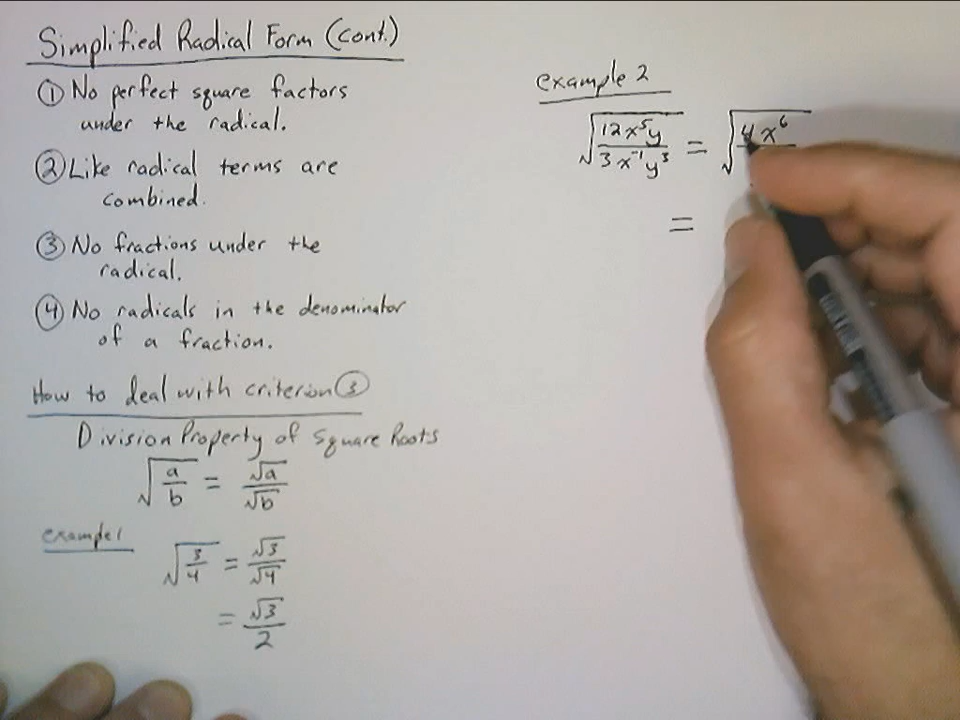 Simplified Radical Form (cont.)
① No perfect square factors
under the radical.
② Like radical terms are
combined.
③ No fractions under the
radical.
④ No radicals in the denominator
of a fraction.
How to deal with criterion ③
Division Property of Square Roots
√(a/b) = √a/√b
example 1
√(3/4) = √3/√4
= √3/2
example 2
√(12x⁵y/3x⁻¹y³) = √(4x⁶
=